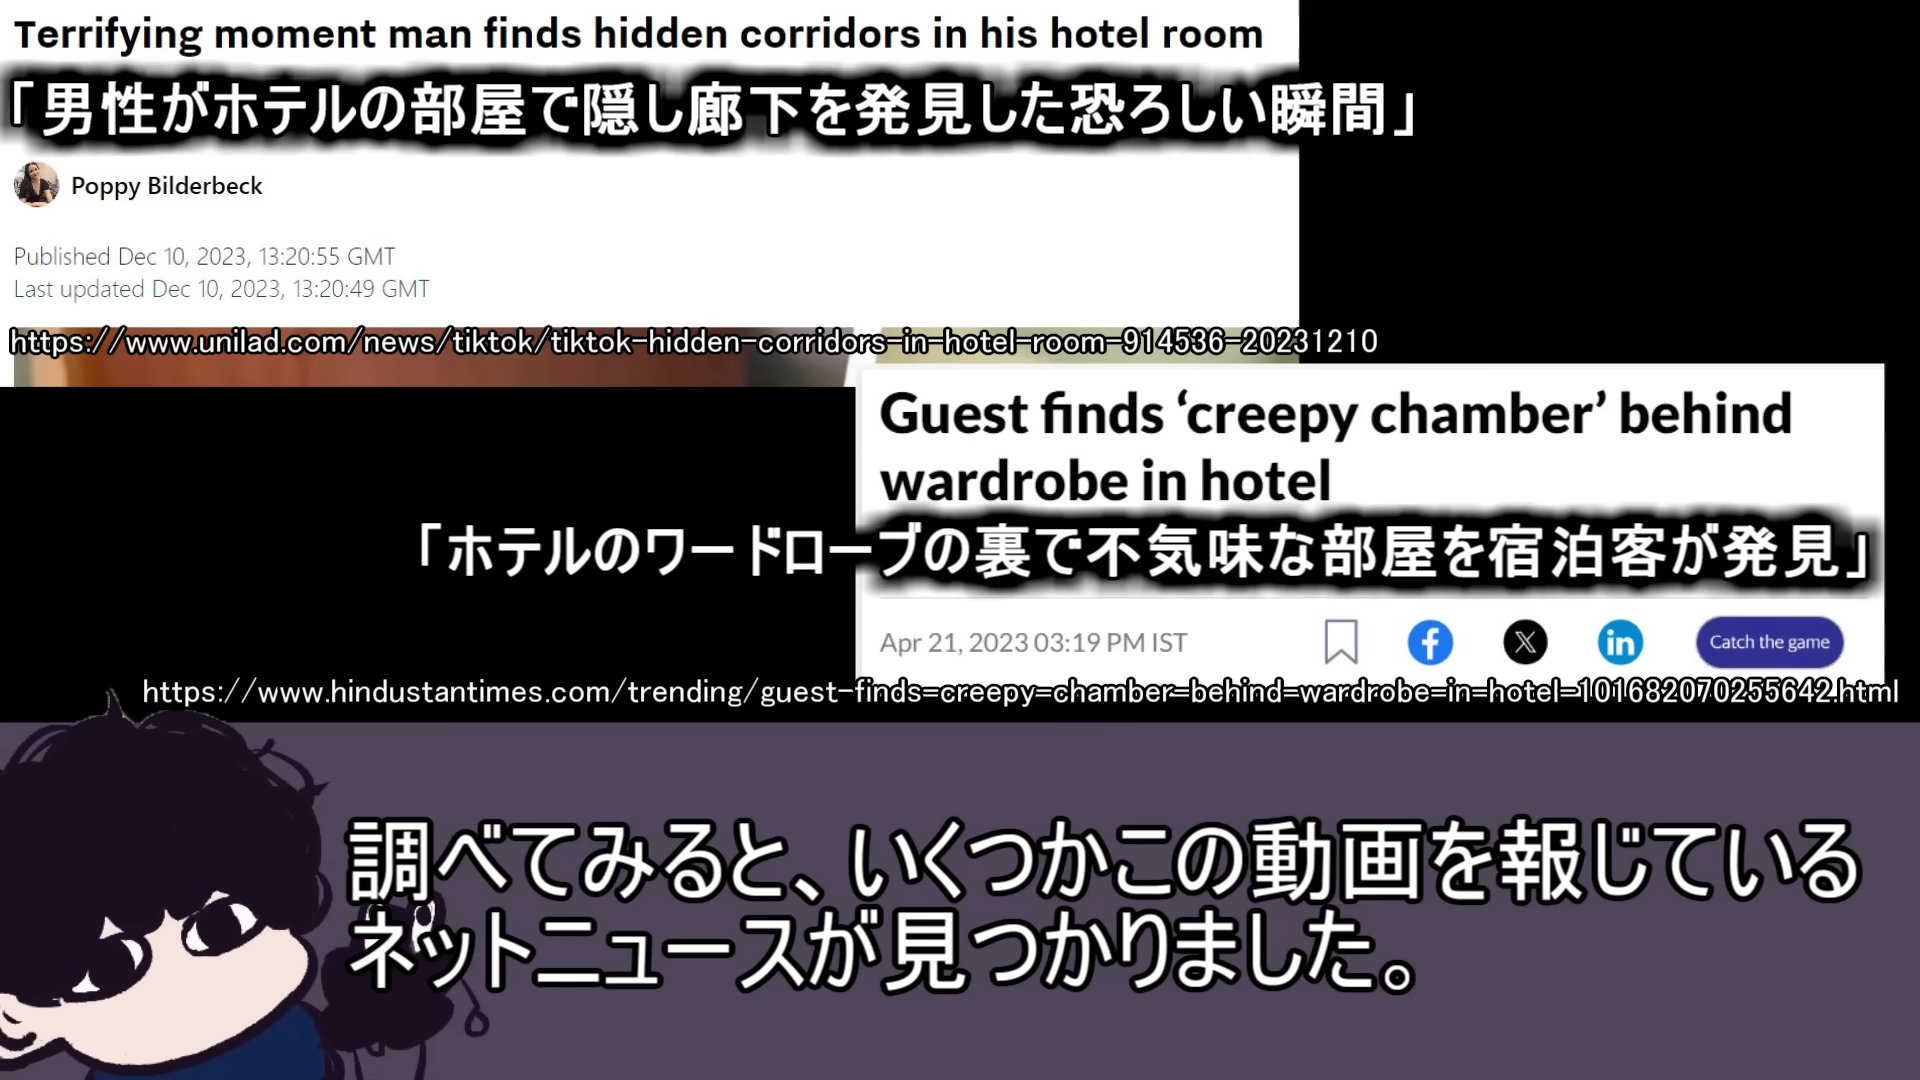 Terrifying moment man finds hidden corridors in his hotel room
「男性がホテルの部屋で隠し廊下を発見した恐ろしい瞬間」
Poppy Bilderbeck
Published Dec 10, 2023, 13:20:55 GMT
Last updated Dec 10, 2023, 13:20:49 GMT
https://www.unilad.com/news/tiktok/tiktok-hidden-corridors-in-hotel-room-914536-20231210
Guest finds ‘creepy chamber’ behind
wardrobe in hotel
「ホテルのワードローブの裏で不気味な部屋を宿泊客が発見」
Apr 21, 2023 03:19 PM IST
Catch the game
https://www.hindustantimes.com/trending/guest-finds-creepy-chamber-behind-wardrobe-in-hotel-101682070255642.html
調べてみると、いくつかこの動画を報じている
ネットニュースが見つかりました。